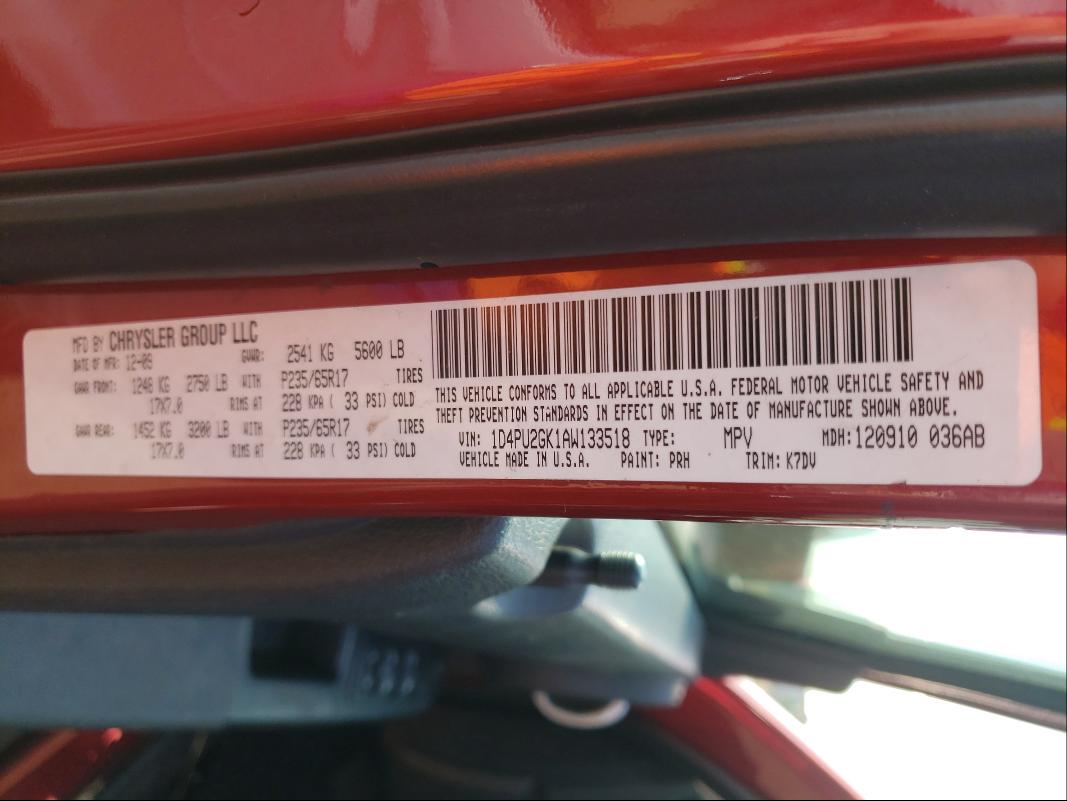 MFD BY CHRYSLER GROUP LLC
DATE OF MFR: 12-09 GVWR: 2541 KG 5600 LB
GAWR FRONT: 1248 KG 2750 LB WITH P235/65R17 TIRES
17X7.0 RIMS AT 228 KPA ( 33 PSI) COLD
GAWR REAR: 1452 KG 3200 LB WITH P235/65R17 TIRES
17X7.0 RIMS AT 228 KPA ( 33 PSI) COLD
THIS VEHICLE CONFORMS TO ALL APPLICABLE U.S.A. FEDERAL MOTOR VEHICLE SAFETY AND
THEFT PREVENTION STANDARDS IN EFFECT ON THE DATE OF MANUFACTURE SHOWN ABOVE.
VIN: 1D4PU2GK1AW133518 TYPE: MPV MDH:120910 036AB
VEHICLE MADE IN U.S.A. PAINT: PRH TRIM: K7DV